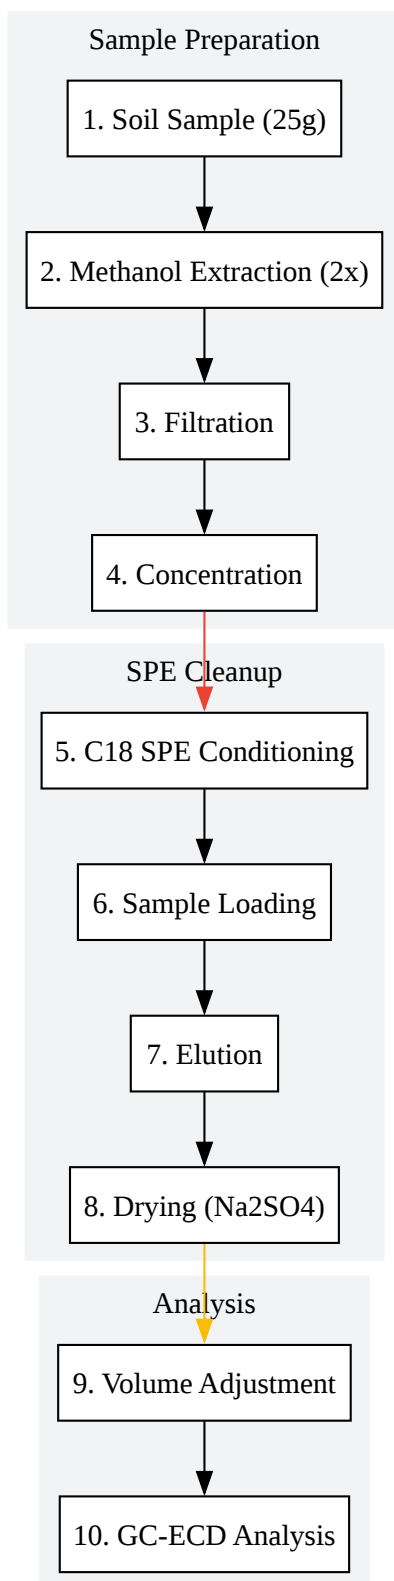 Sample Preparation
1. Soil Sample (25g)
2. Methanol Extraction (2x)
3. Filtration
4. Concentration
SPE Cleanup
5. C18 SPE Conditioning
6. Sample Loading
7. Elution
8. Drying (Na2SO4)
Analysis
9. Volume Adjustment
10. GC-ECD Analysis